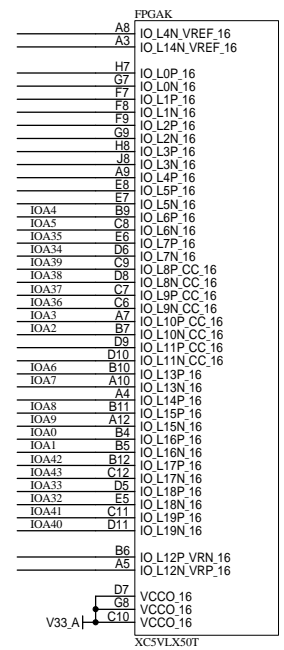 FPGAK
A8 IO_L4N_VREF_16
A3 IO_L14N_VREF_16
H7 IO_L0P_16
G7 IO_L0N_16
F7 IO_L1P_16
F8 IO_L1N_16
F9 IO_L2P_16
G9 IO_L2N_16
H8 IO_L3P_16
J8 IO_L3N_16
A9 IO_L4P_16
E8 IO_L5P_16
E7 IO_L5N_16
IOA4 B9 IO_L6P_16
IOA5 C8 IO_L6N_16
IOA35 E6 IO_L7P_16
IOA34 D6 IO_L7N_16
IOA39 C9 IO_L8P_CC_16
IOA38 D8 IO_L8N_CC_16
IOA37 C7 IO_L9P_CC_16
IOA36 C6 IO_L9N_CC_16
IOA3 A7 IO_L10P_CC_16
IOA2 B7 IO_L10N_CC_16
D9 IO_L11P_CC_16
D10 IO_L11N_CC_16
IOA6 B10 IO_L13P_16
IOA7 A10 IO_L13N_16
A4 IO_L14P_16
IOA8 B11 IO_L15P_16
IOA9 A12 IO_L15N_16
IOA0 B4 IO_L16P_16
IOA1 B5 IO_L16N_16
IOA42 B12 IO_L17P_16
IOA43 C12 IO_L17N_16
IOA33 D5 IO_L18P_16
IOA32 E5 IO_L18N_16
IOA41 C11 IO_L19P_16
IOA40 D11 IO_L19N_16
B6 IO_L12P_VRN_16
A5 IO_L12N_VRP_16
D7 VCCO_16
G8 VCCO_16
V33_A C10 VCCO_16
XC5VLX50T